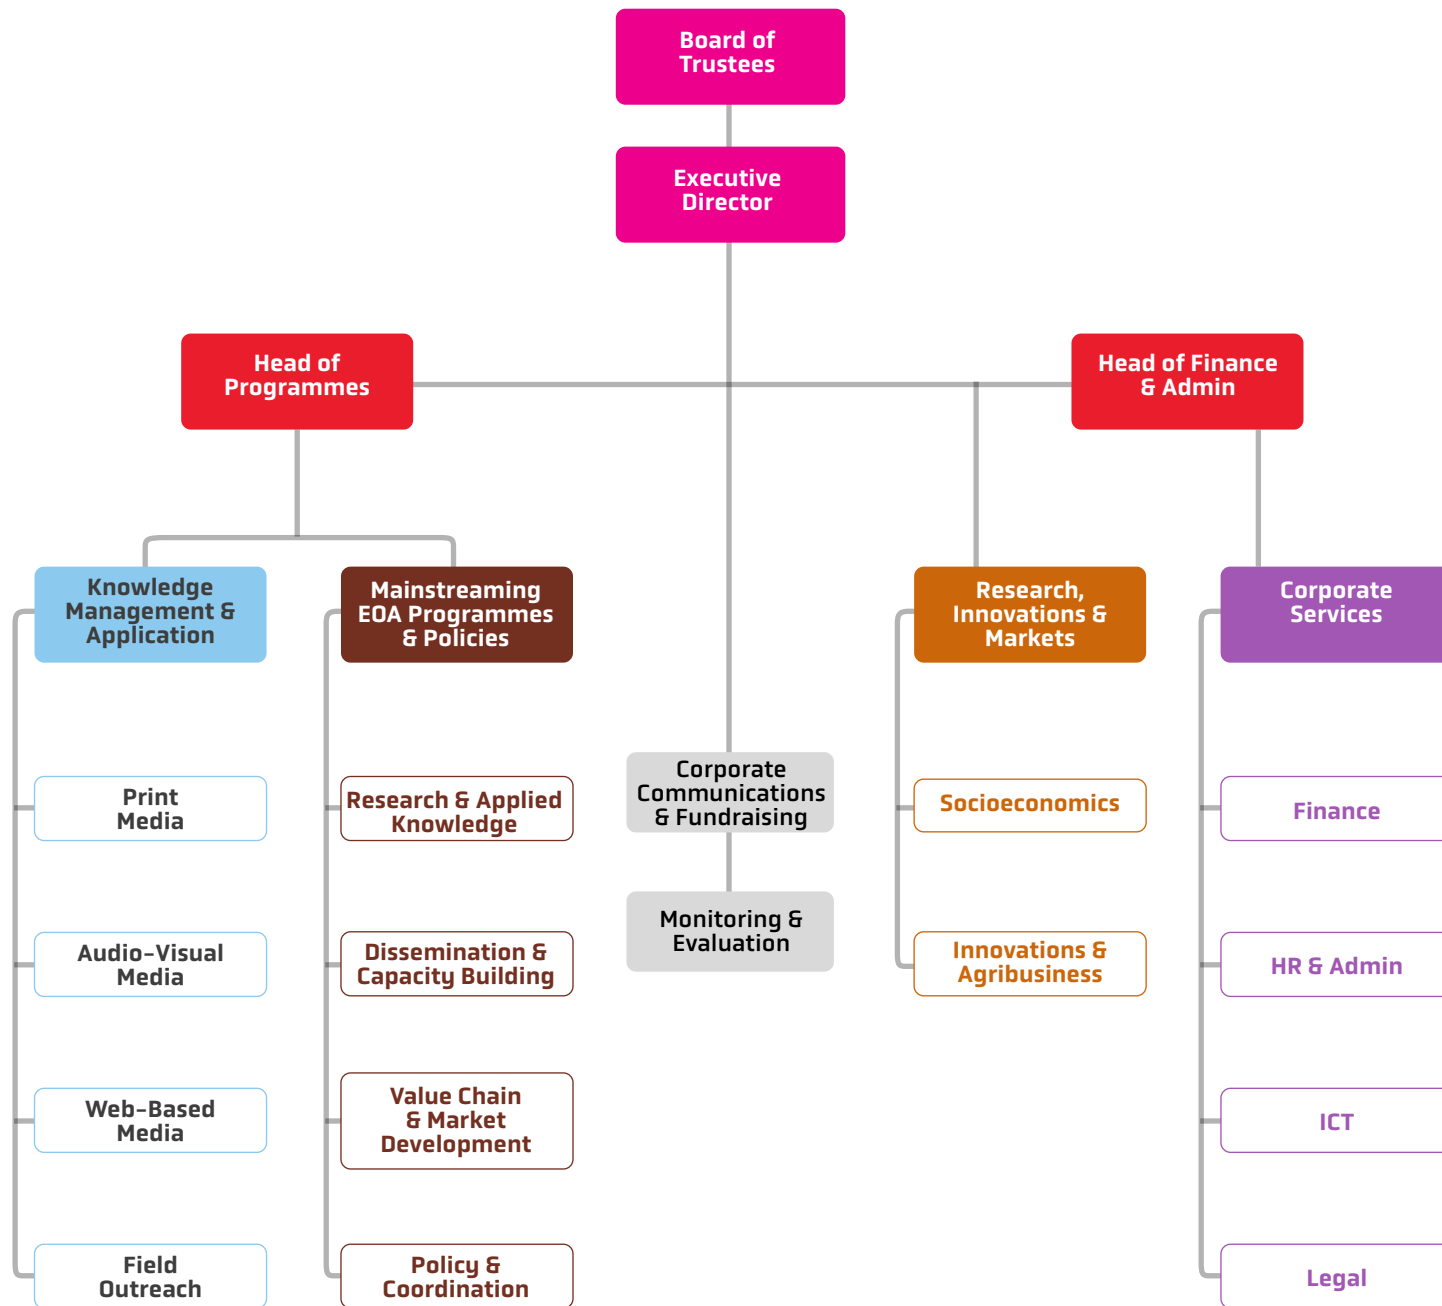 Board of
Trustees
Executive
Director
Head of
Programmes
Head of Finance
& Admin
Knowledge
Management &
Application
Mainstreaming
EOA Programmes
& Policies
Research,
Innovations &
Markets
Corporate
Services
Corporate
Communications
& Fundraising
Monitoring &
Evaluation
Print
Media
Audio-Visual
Media
Web-Based
Media
Field
Outreach
Research & Applied
Knowledge
Dissemination &
Capacity Building
Value Chain
& Market
Development
Policy &
Coordination
Socioeconomics
Innovations &
Agribusiness
Finance
HR & Admin
ICT
Legal